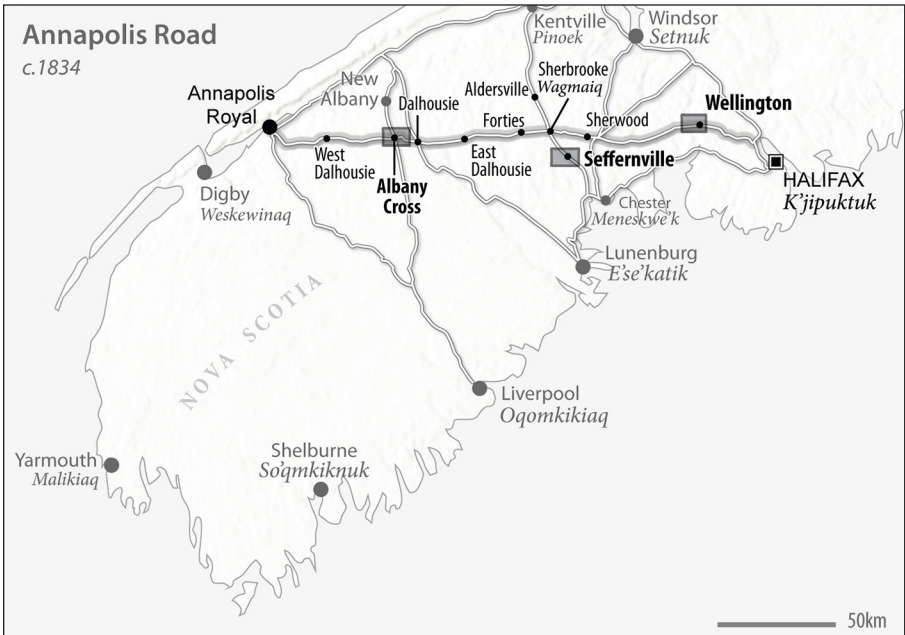 Annapolis Road
c.1834
Kentville
Pinoek
Windsor
Setnuk
Sherbrooke
Wagmaiq
Aldersville
New
Albany
Dalhousie
Annapolis
Royal
Forties
Sherwood
Wellington
West
Dalhousie
East
Dalhousie
Seffernville
Albany
Cross
HALIFAX
K'jipuktuk
Digby
Weskewinaq
Chester
Meneskwe'k
Lunenburg
E'se'katik
NOVA SCOTIA
Liverpool
Oqomkikiaq
Shelburne
So'qmkiknuk
Yarmouth
Malikiaq
50km